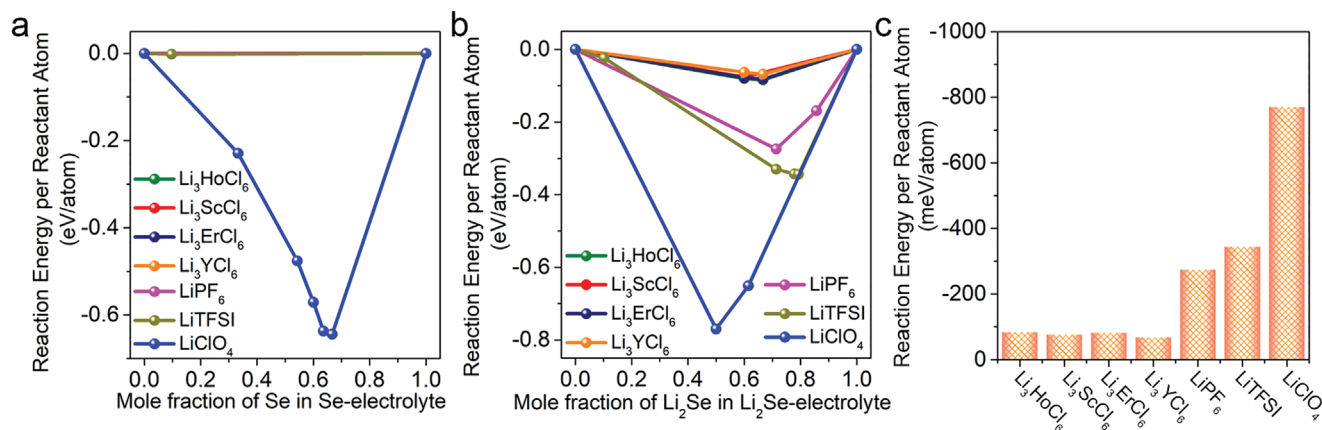 a
Reaction Energy per Reactant Atom
(eV/atom)
0.0
-0.2
-0.4
-0.6
Li₃HoCl₆
Li₃ScCl₆
Li₃ErCl₆
Li₃YCl₆
LiPF₆
LiTFSI
LiClO₄
0.0 0.2 0.4 0.6 0.8 1.0
Mole fraction of Se in Se-electrolyte
b
Reaction Energy per Reactant Atom
(eV/atom)
0.0
-0.2
-0.4
-0.6
-0.8
Li₃HoCl₆
Li₃ScCl₆
Li₃ErCl₆
Li₃YCl₆
LiPF₆
LiTFSI
LiClO₄
0.0 0.2 0.4 0.6 0.8 1.0
Mole fraction of Li₂Se in Li₂Se-electrolyte
c
Reaction Energy per Reactant Atom
(meV/atom)
-1000
-800
-600
-400
-200
0
Li₃HoCl₆
Li₃ScCl₆
Li₃ErCl₆
Li₃YCl₆
LiPF₆
LiTFSI
LiClO₄